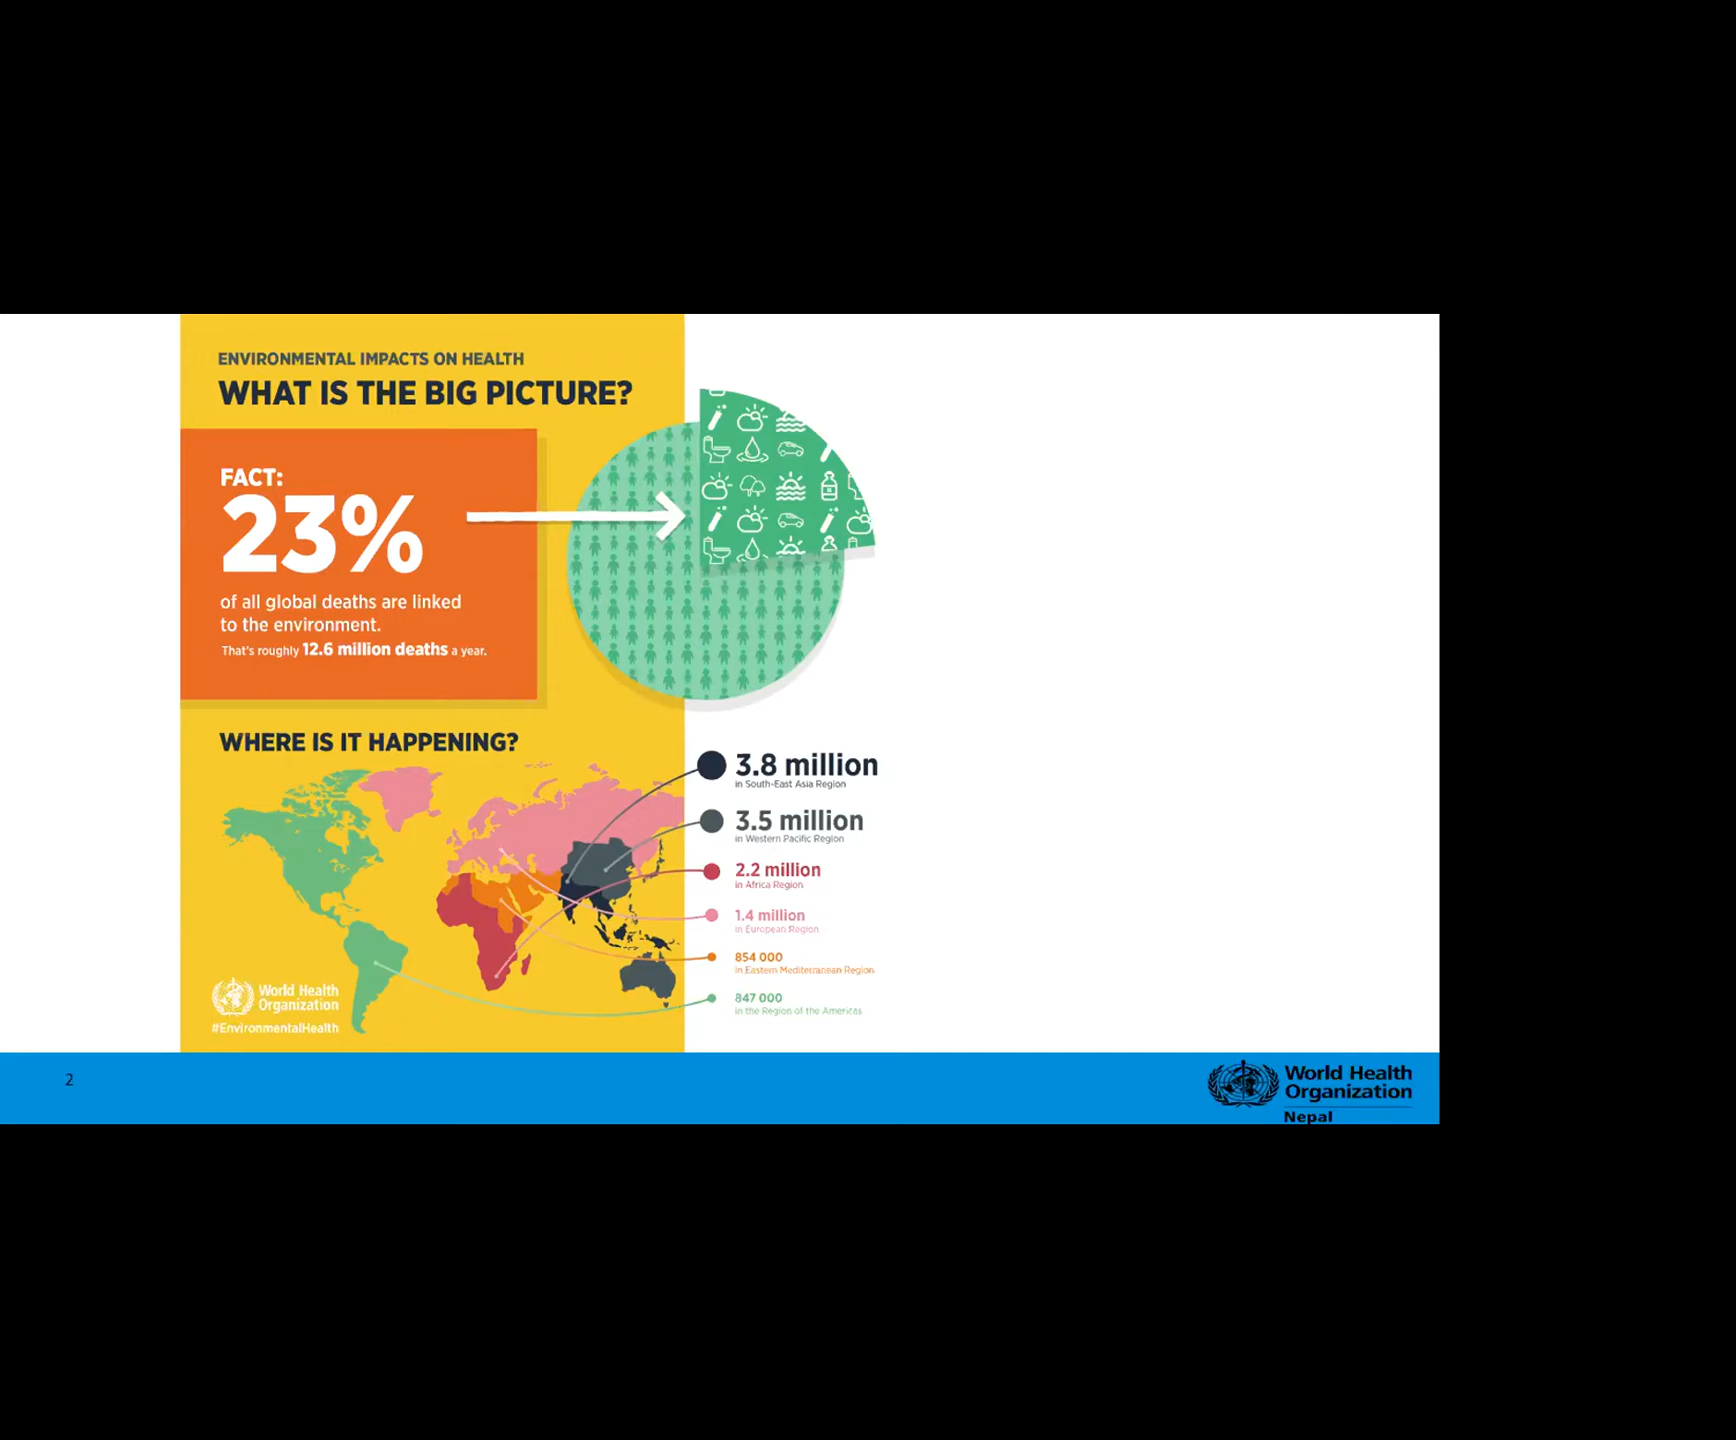 ENVIRONMENTAL IMPACTS ON HEALTH
WHAT IS THE BIG PICTURE?
FACT:
23%
of all global deaths are linked
to the environment.
That's roughly 12.6 million deaths a year.
WHERE IS IT HAPPENING?
3.8 million
in South-East Asia Region
3.5 million
in Western Pacific Region
2.2 million
in Africa Region
1.4 million
in European Region
854 000
in Eastern Mediterranean Region
847 000
in the Region of the Americas
World Health
Organization
#EnvironmentalHealth
2
World Health
Organization
Nepal